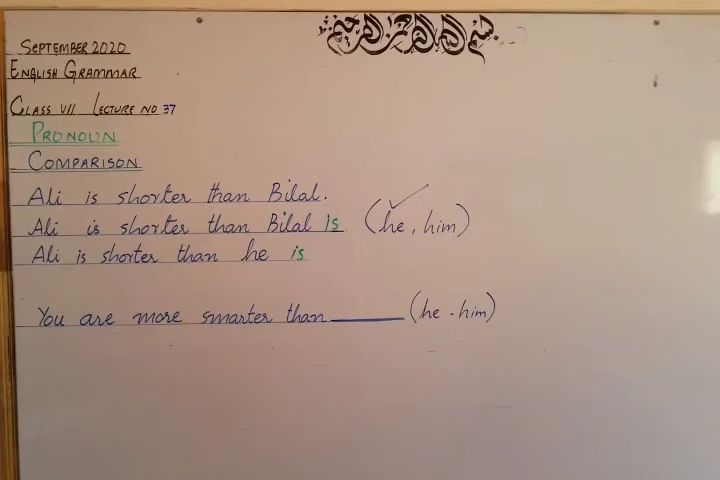 بسم الله الرحمن الرحيم
SEPTEMBER 2020
ENGLISH GRAMMAR
CLASS VII LECTURE NO 37
PRONOUN
COMPARISON
Ali is shorter than Bilal.
Ali is shorter than Bilal is. (he, him)
Ali is shorter than he is
You are more smarter than ______ (he - him)